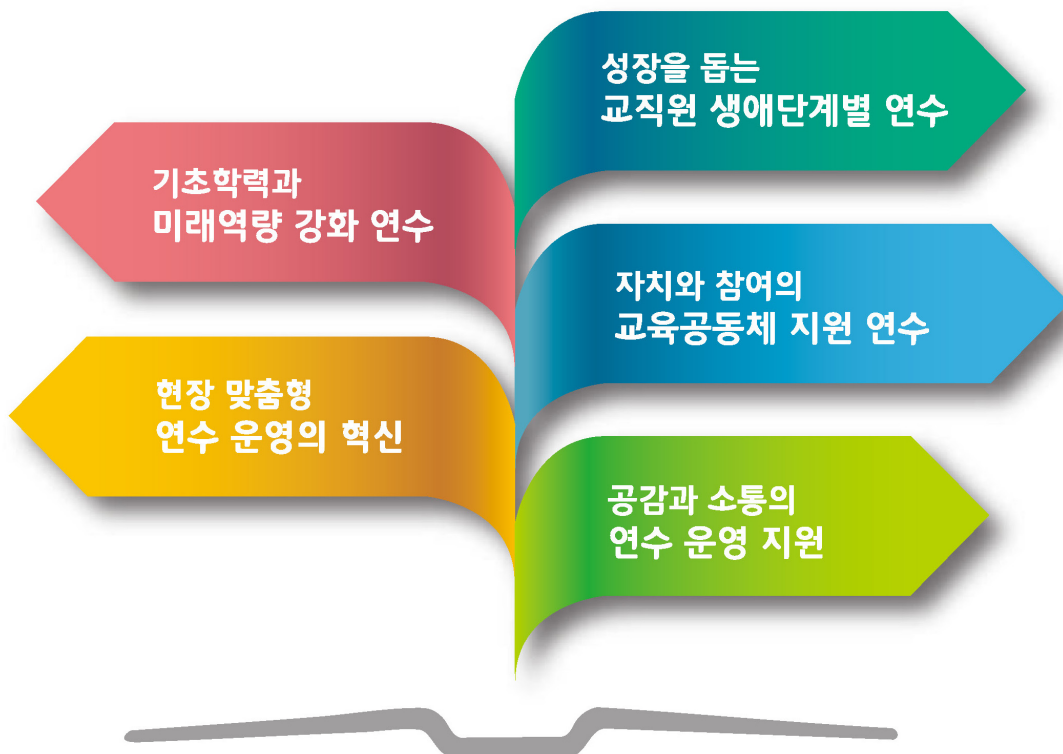 성장을 돕는
교직원 생애단계별 연수
기초학력과
미래역량 강화 연수
자치와 참여의
교육공동체 지원 연수
현장 맞춤형
연수 운영의 혁신
공감과 소통의
연수 운영 지원